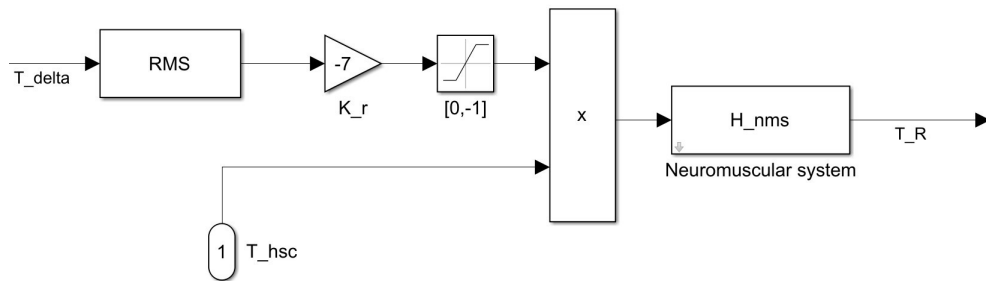 T_delta
RMS
-7
K_r
[0,-1]
x
H_nms
Neuromuscular system
T_R
1
T_hsc